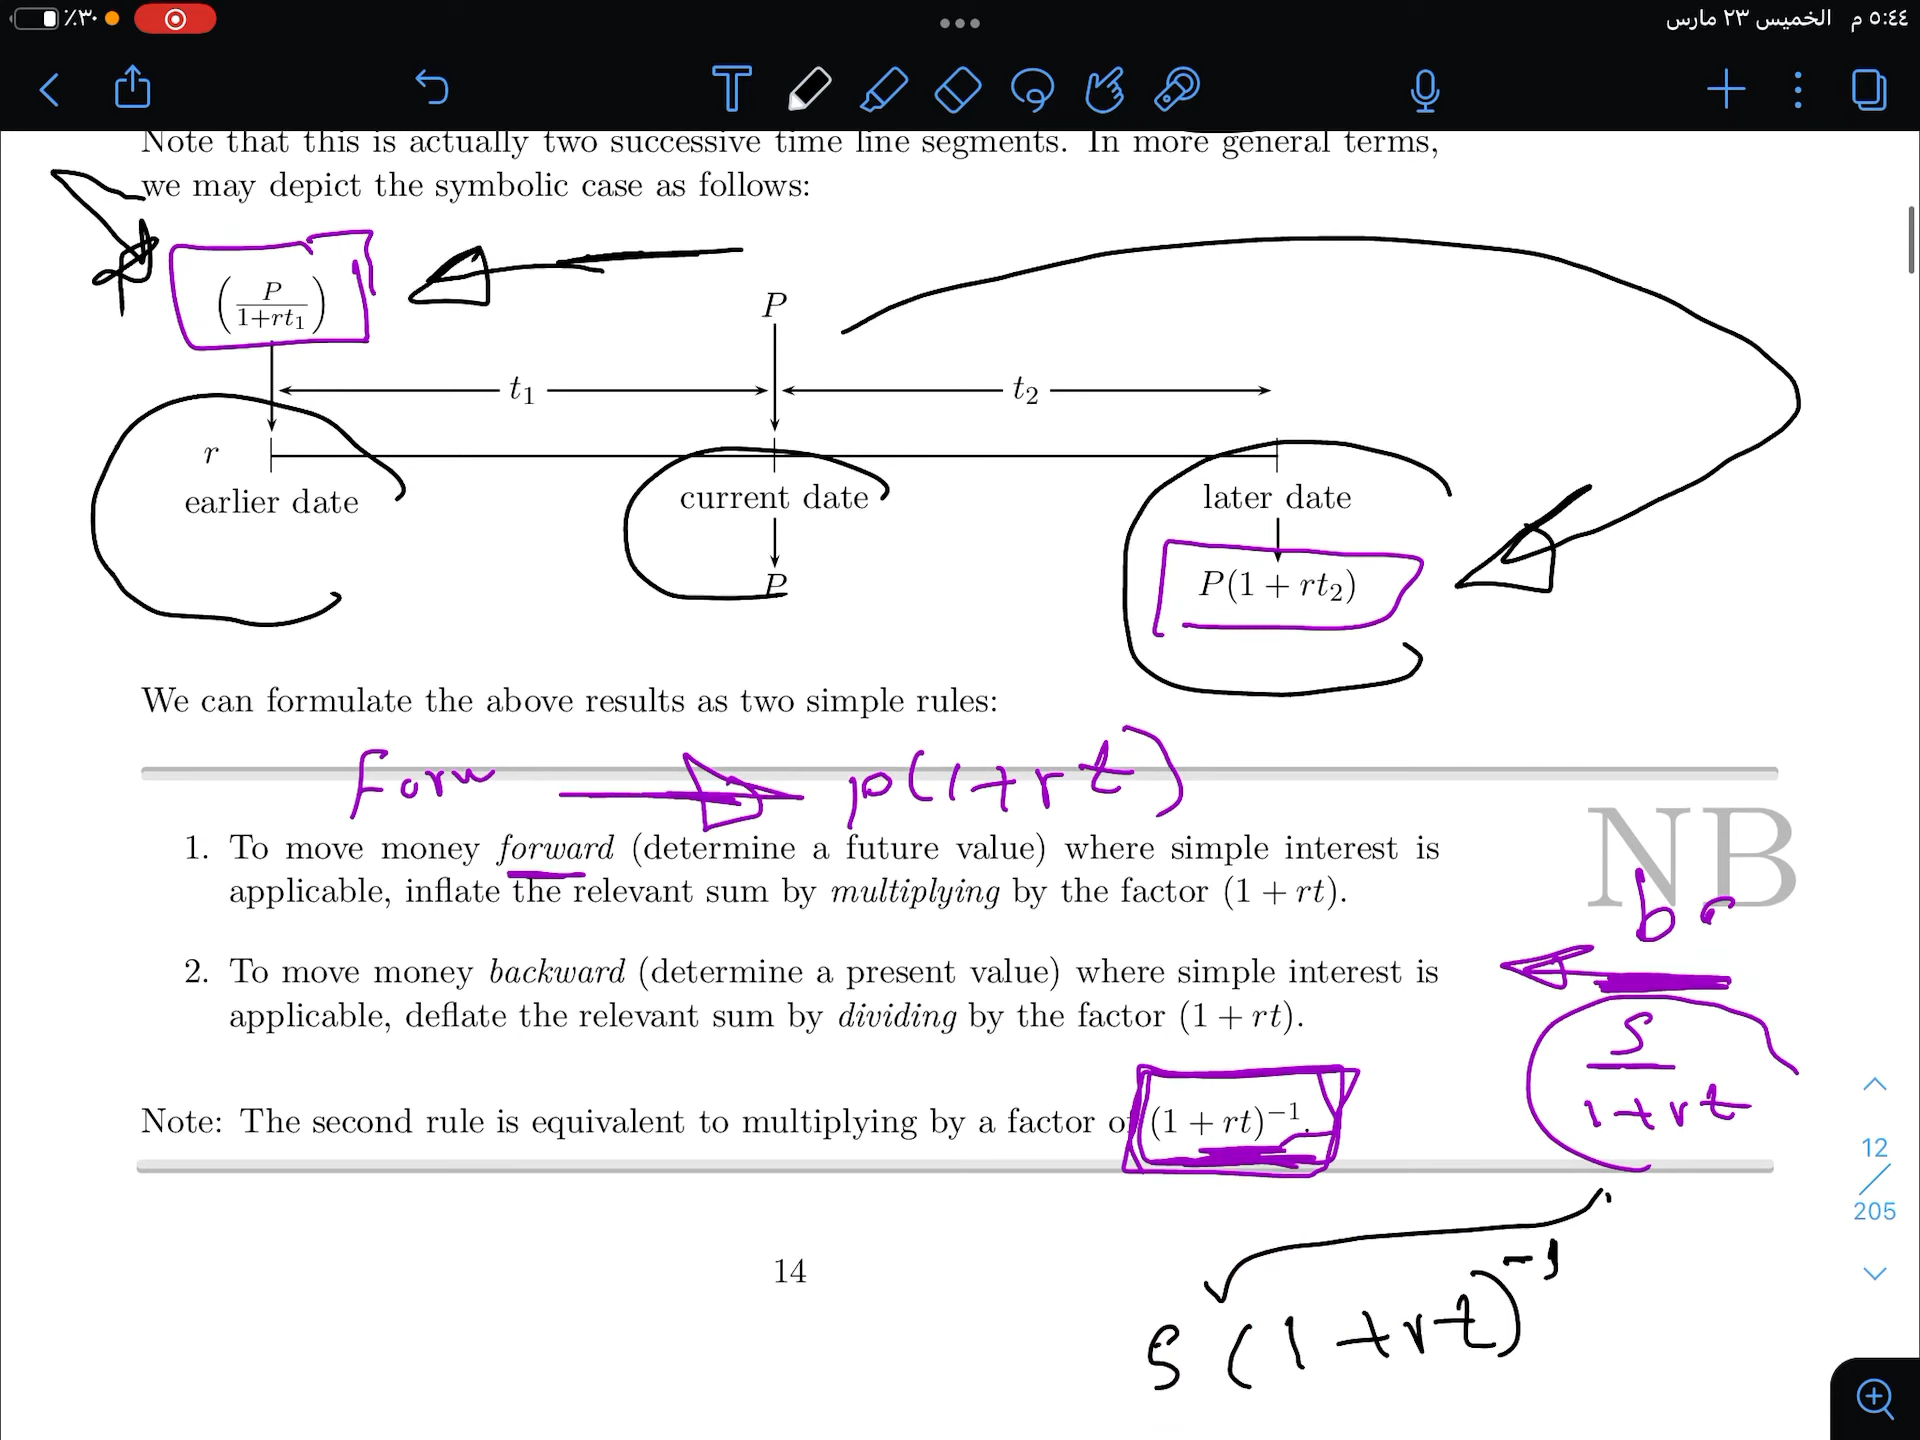 ٪٣٠
٥:٤٤ م الخميس ٢٣ مارس
Note that this is actually two successive time line segments. In more general terms,
we may depict the symbolic case as follows:
(P/1+rt₁)
P
t₁ t₂
r
earlier date current date later date
P P(1 + rt₂)
We can formulate the above results as two simple rules:
Forw p(1+rt)
NB
1. To move money forward (determine a future value) where simple interest is
applicable, inflate the relevant sum by multiplying by the factor (1 + rt).
2. To move money backward (determine a present value) where simple interest is
applicable, deflate the relevant sum by dividing by the factor (1 + rt).
S/1+rt
Note: The second rule is equivalent to multiplying by a factor of (1 + rt)⁻¹.
12
/
205
14
S(1+rt)⁻¹